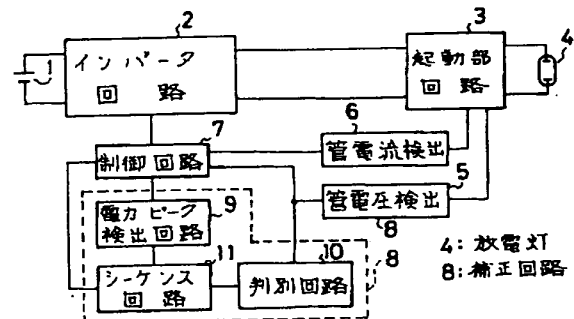 2
3
1
インバータ
回路
起動部
回路
4
6
7
制御回路
管電流検出
管電圧検出
5
8
電力ピーク
検出回路
9
11
10
シーケンス
回路
判別回路
8
4: 放電灯
8: 補正回路